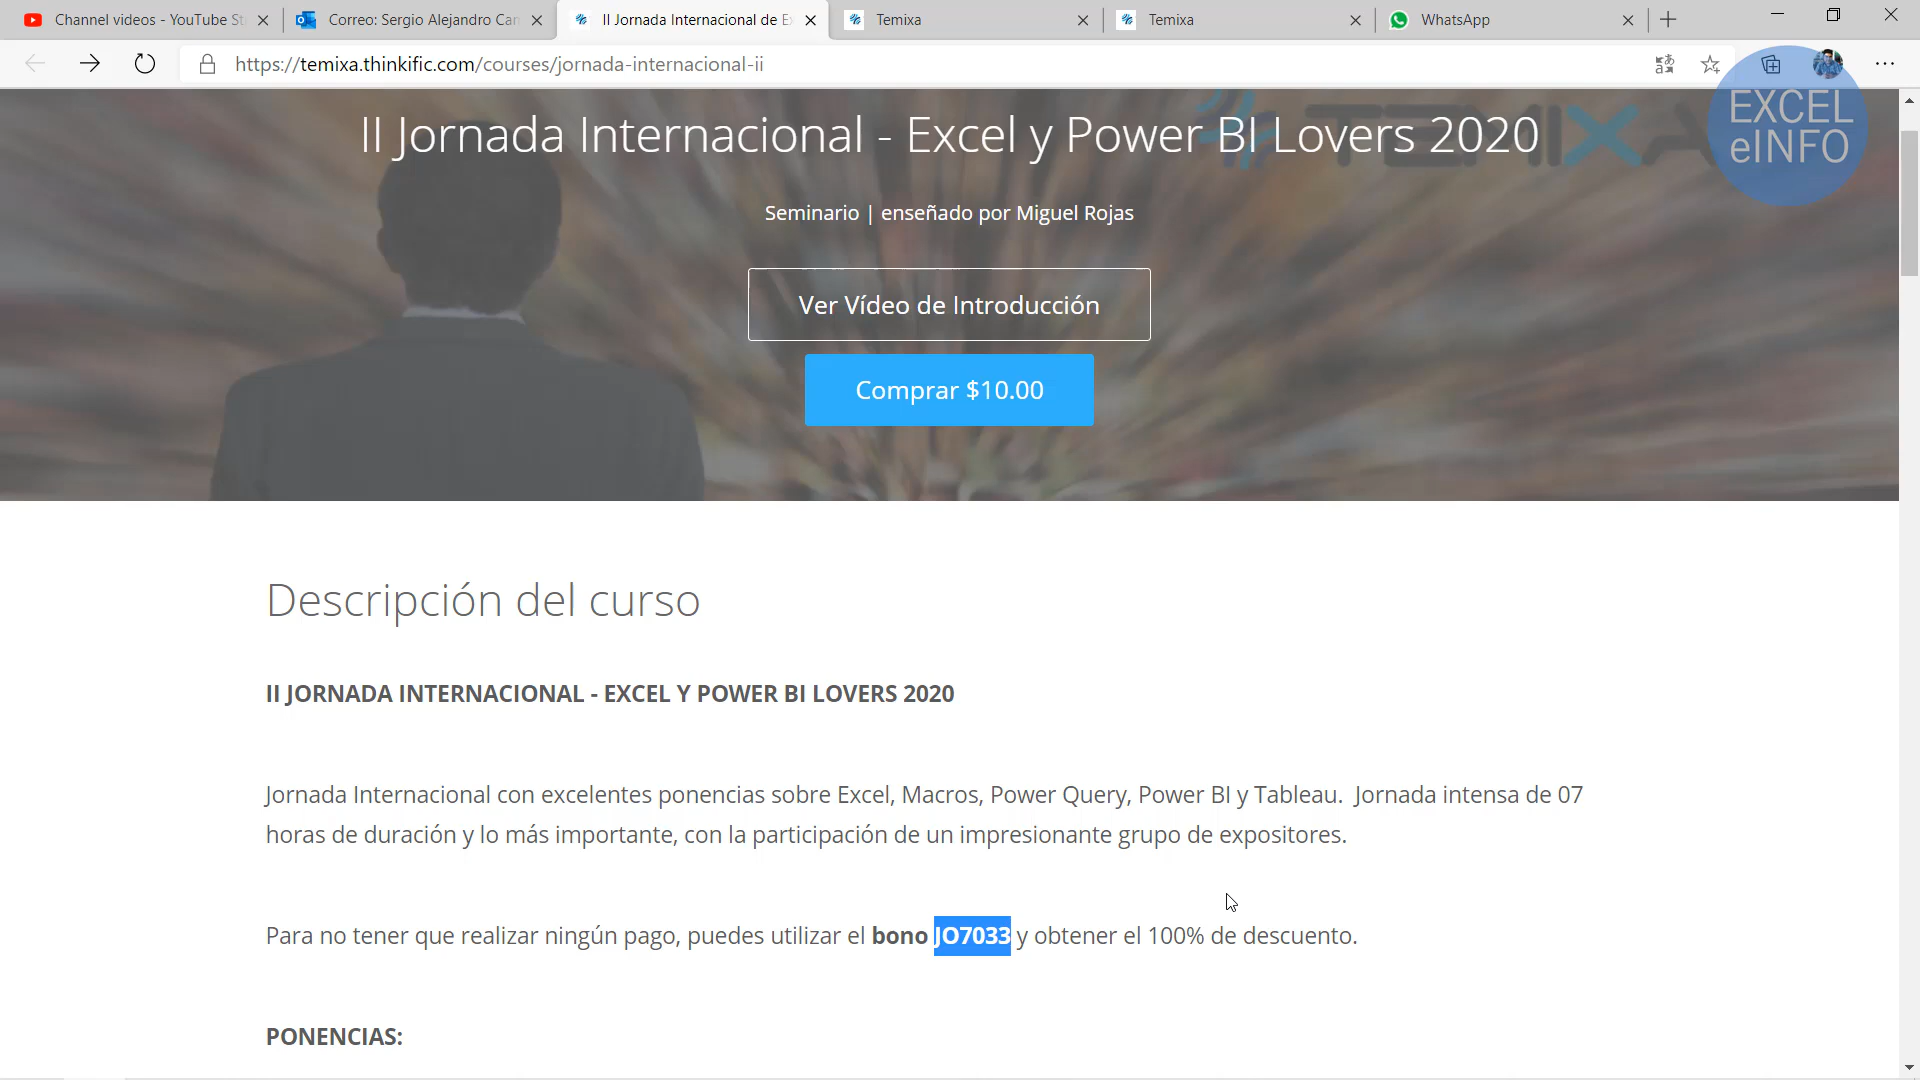 Channel videos - YouTube St
Correo: Sergio Alejandro Can
II Jornada Internacional de Ex
Temixa
Temixa
WhatsApp
https://temixa.thinkific.com/courses/jornada-internacional-ii
EXCEL
eINFO
TEMIXA
II Jornada Internacional - Excel y Power BI Lovers 2020
Seminario | enseñado por Miguel Rojas
Ver Vídeo de Introducción
Comprar $10.00
Descripción del curso
II JORNADA INTERNACIONAL - EXCEL Y POWER BI LOVERS 2020
Jornada Internacional con excelentes ponencias sobre Excel, Macros, Power Query, Power BI y Tableau. Jornada intensa de 07
horas de duración y lo más importante, con la participación de un impresionante grupo de expositores.
Para no tener que realizar ningún pago, puedes utilizar el bono JO7033 y obtener el 100% de descuento.
PONENCIAS: